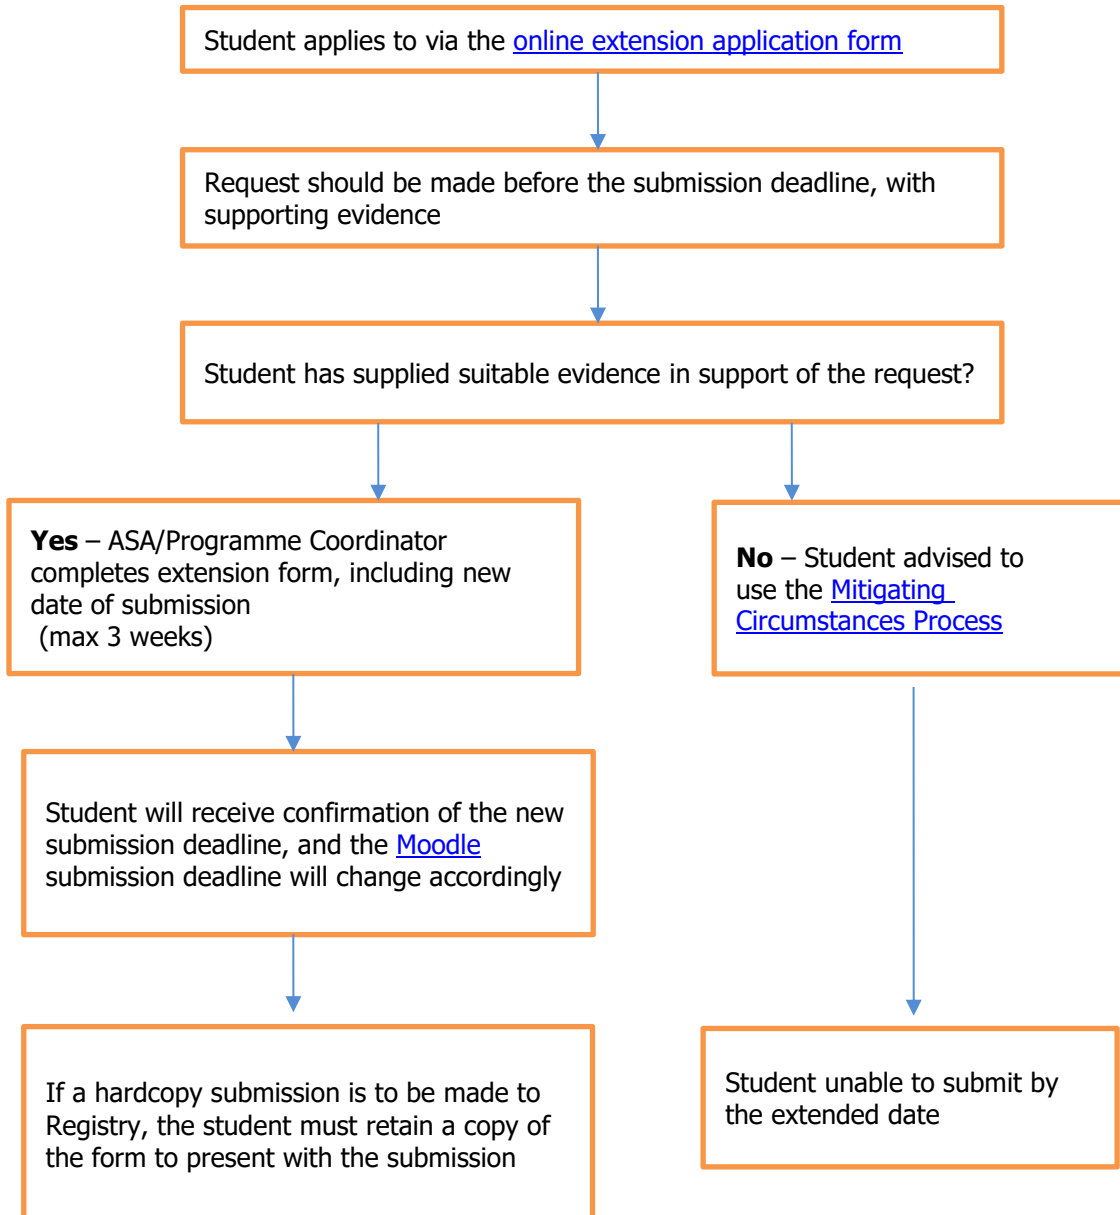 Student applies to via the online extension application form
Request should be made before the submission deadline, with
supporting evidence
Student has supplied suitable evidence in support of the request?
Yes – ASA/Programme Coordinator
completes extension form, including new
date of submission
(max 3 weeks)
No – Student advised to
use the Mitigating
Circumstances Process
Student will receive confirmation of the new
submission deadline, and the Moodle
submission deadline will change accordingly
If a hardcopy submission is to be made to
Registry, the student must retain a copy of
the form to present with the submission
Student unable to submit by
the extended date